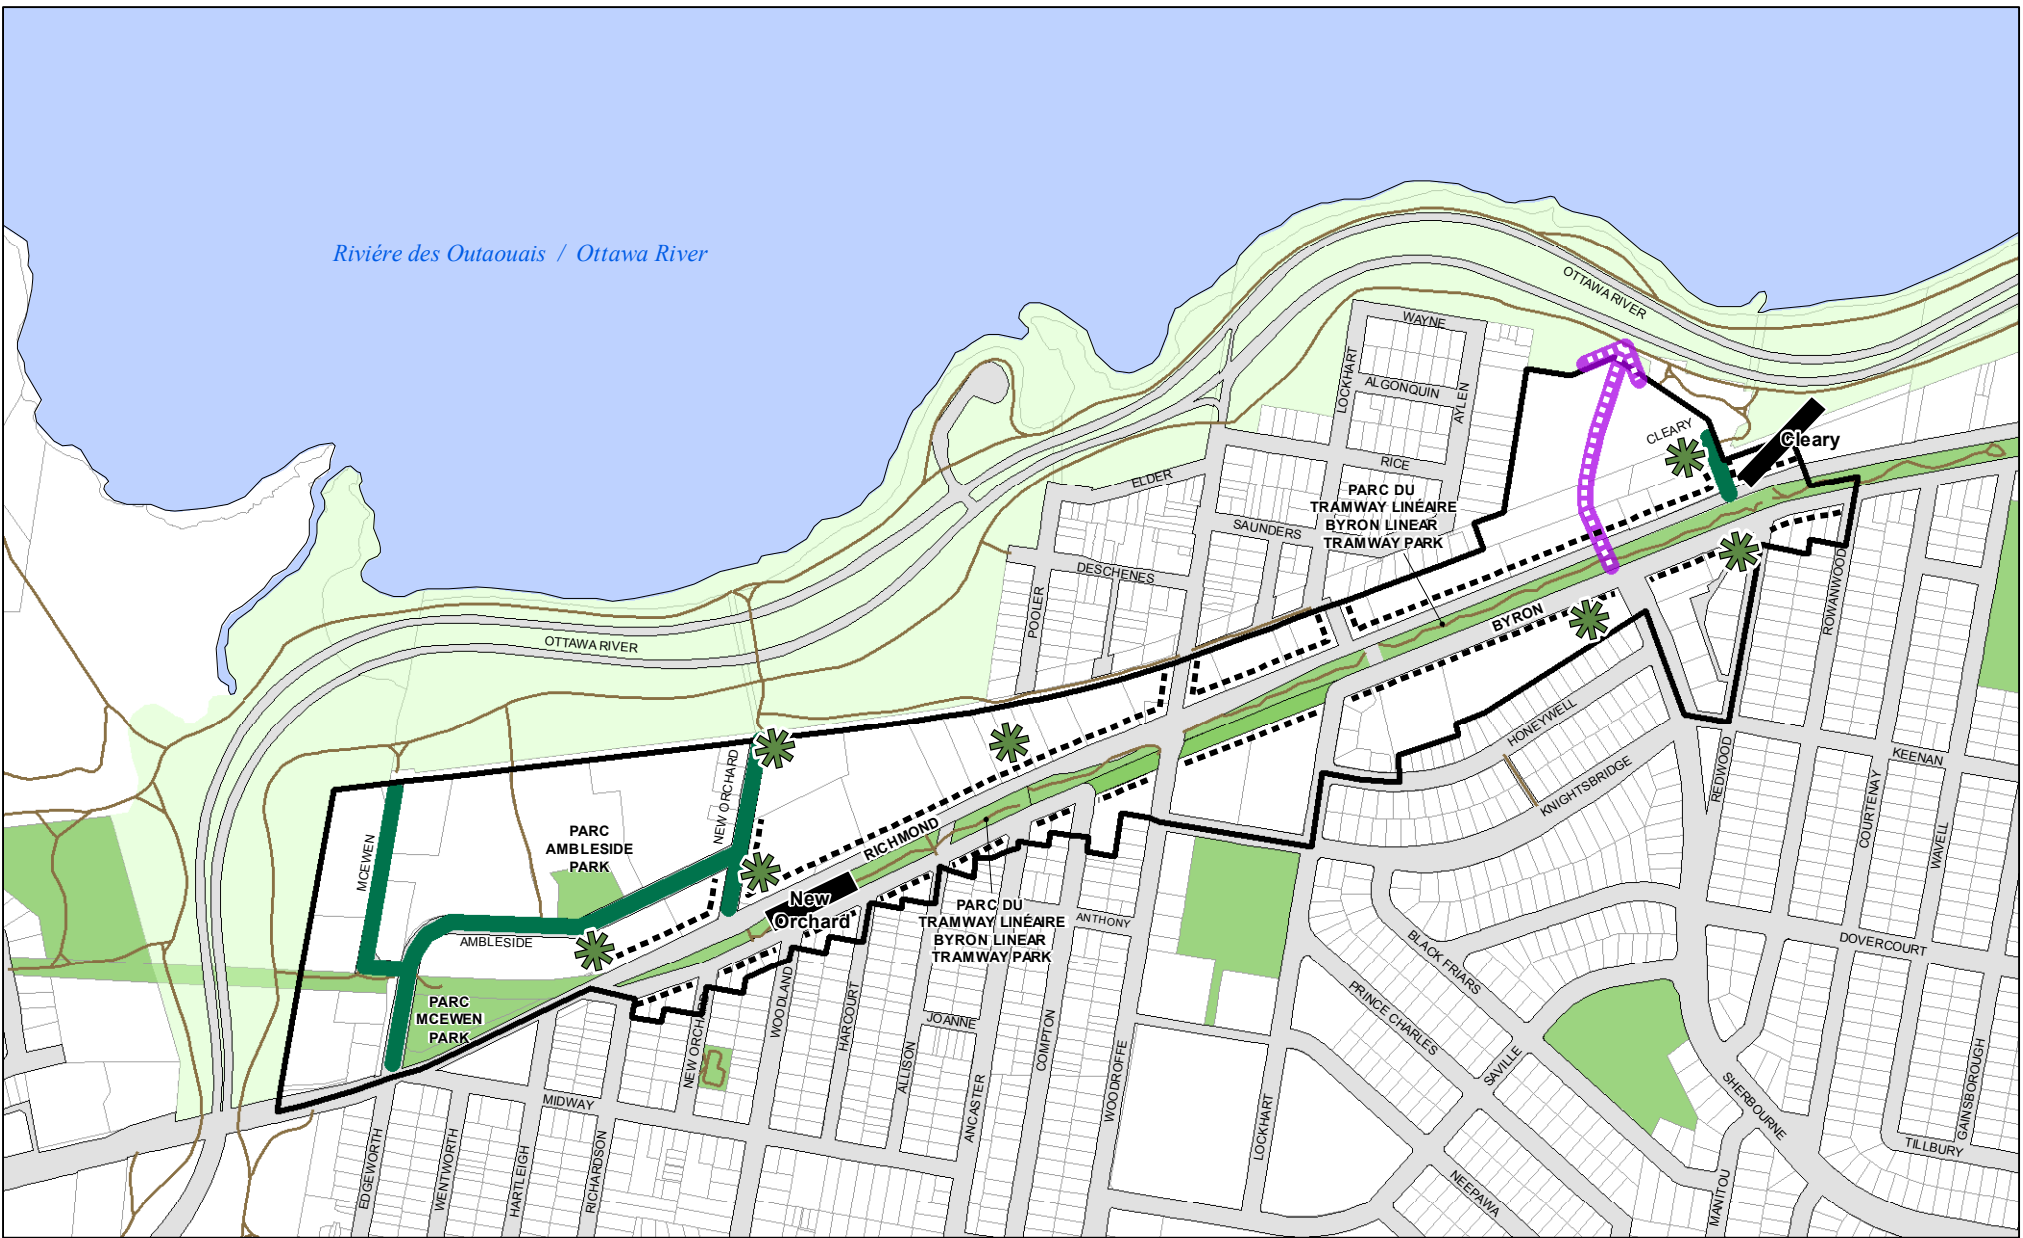 Riviére des Outaouais / Ottawa River
OTTAWA RIVER
WAYNE
LOCKHART
ALGONQUIN
AYLEN
CLEARY
Cleary
RICE
ELDER
PARC DU
TRAMWAY LINÉAIRE
BYRON LINEAR
TRAMWAY PARK
SAUNDERS
DESCHENES
POOLER
BYRON
ROWANWOOD
OTTAWA RIVER
HONEYWELL
KNIGHTSBRIDGE
REDWOOD
KEENAN
COURTENAY
WAVELL
NEW ORCHARD
MCEWEN
PARC
AMBLESIDE
PARK
RICHMOND
New
Orchard
AMBLESIDE
PARC DU
TRAMWAY LINÉAIRE
BYRON LINEAR
TRAMWAY PARK
ANTHONY
BLACK FRIARS
DOVERCOURT
PARC
MCEWEN
PARK
NEW ORCHARD
WOODLAND
HARCOURT
JOANNE
ALLISON
ANCASTER
COMPTON
WOODROFFE
PRINCE CHARLES
SAVILLE
SHERBOURNE
GAINSBOROUGH
TILLBURY
MIDWAY
EDGEWORTH
WENTWORTH
HARTLEIGH
RICHARDSON
LOCKHART
NEEPAWA
MANITOU